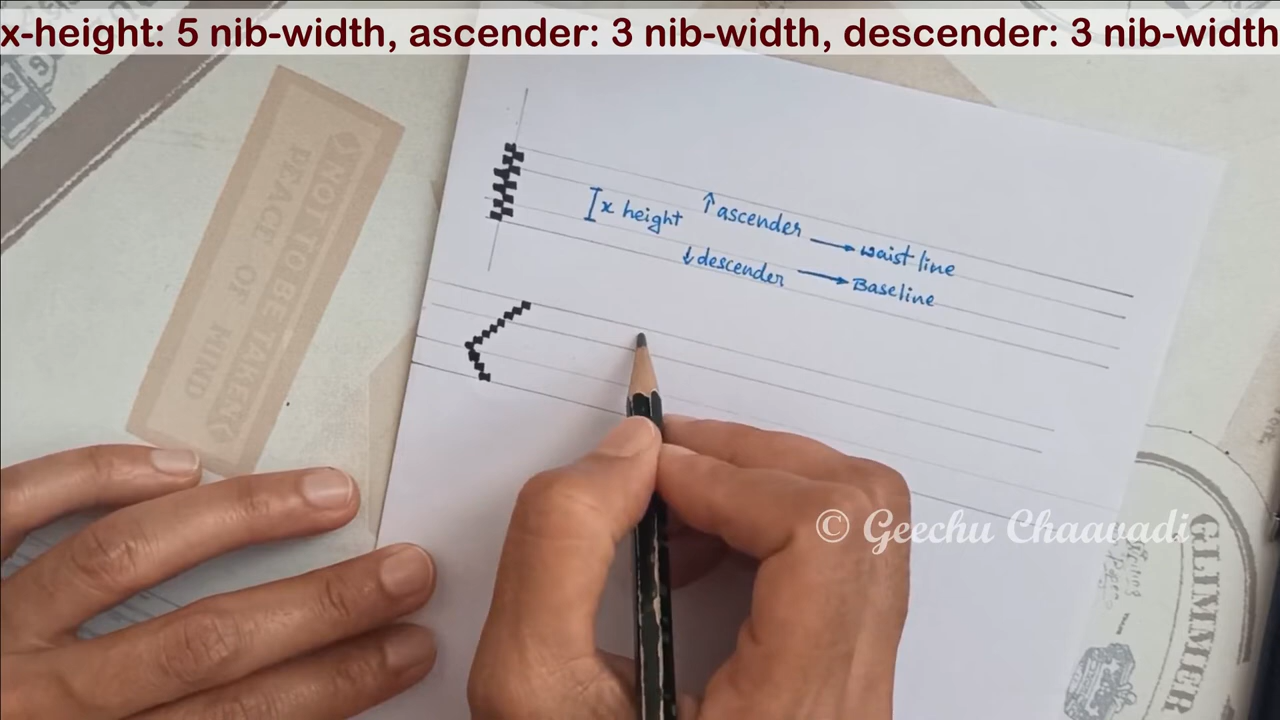 x-height: 5 nib-width, ascender: 3 nib-width, descender: 3 nib-width
NOT TO BE TAKEN
PEACE OF MIND
x height
↑ascender → waist line
↓descender → Baseline
© Geechu Chaavadi
GLIMMER